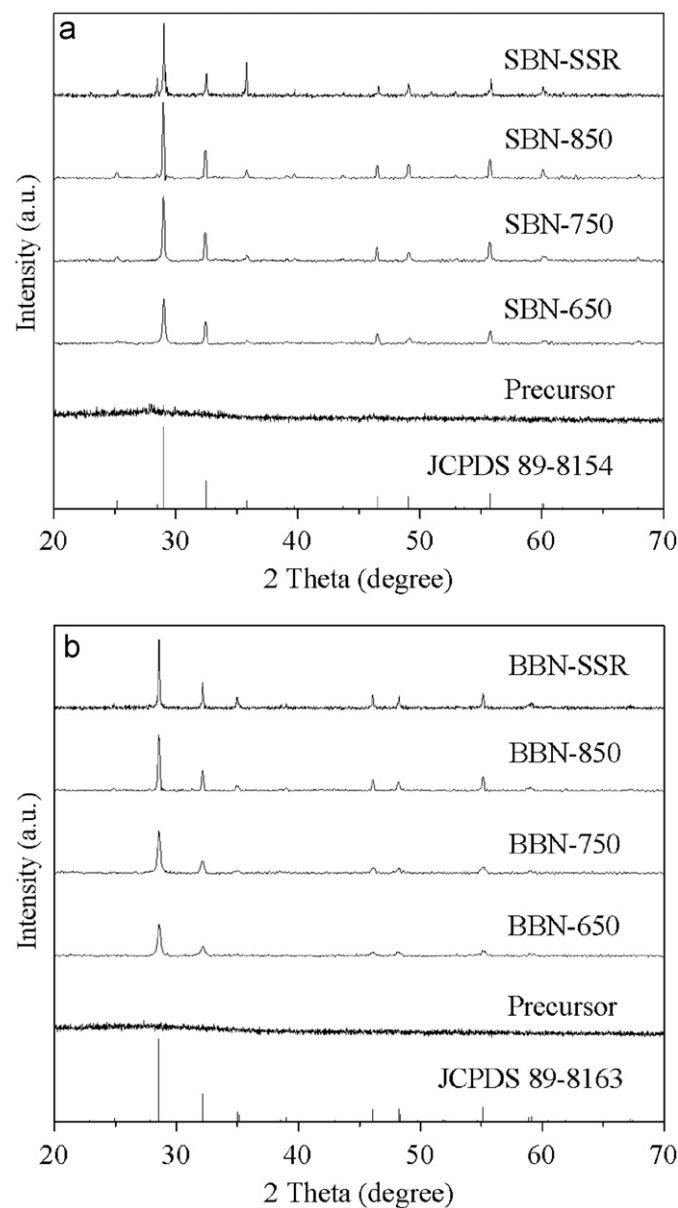 a
SBN-SSR
SBN-850
SBN-750
SBN-650
Precursor
JCPDS 89-8154
Intensity (a.u.)
20 30 40 50 60 70
2 Theta (degree)
b
BBN-SSR
BBN-850
BBN-750
BBN-650
Precursor
JCPDS 89-8163
Intensity (a.u.)
20 30 40 50 60 70
2 Theta (degree)